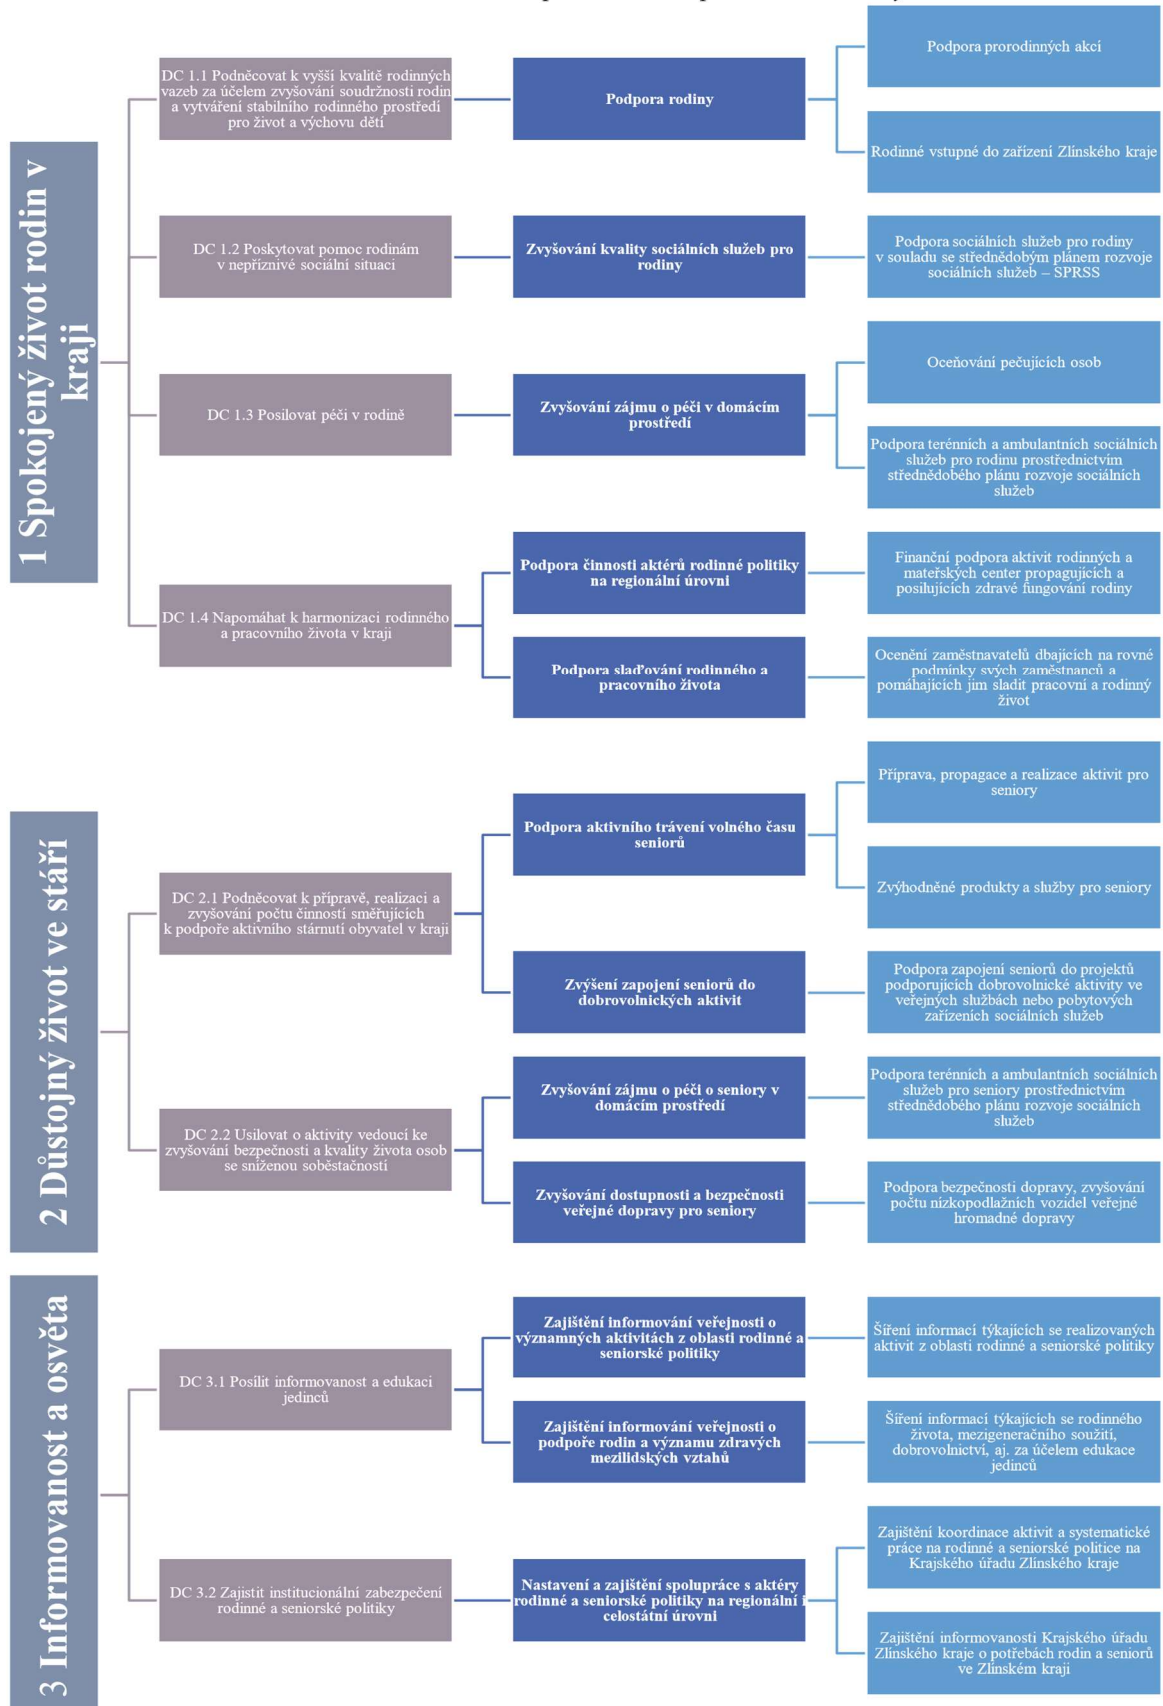 1 Spokojený život rodin v
kraji
DC 1.1 Podněcovat k vyšší kvalitě rodinných
vazeb za účelem zvyšování soudržnosti rodin
a vytváření stabilního rodinného prostředí
pro život a výchovu dětí
Podpora rodiny
Podpora prorodinných akcí
Rodinné vstupné do zařízení Zlínského kraje
DC 1.2 Poskytovat pomoc rodinám
v nepříznivé sociální situaci
Zvyšování kvality sociálních služeb pro
rodiny
Podpora sociálních služeb pro rodiny
v souladu se střednědobým plánem rozvoje
sociálních služeb – SPRSS
DC 1.3 Posilovat péči v rodině
Zvyšování zájmu o péči v domácím
prostředí
Oceňování pečujících osob
Podpora terénních a ambulantních sociálních
služeb pro rodinu prostřednictvím
střednědobého plánu rozvoje sociálních
služeb
DC 1.4 Napomáhat k harmonizaci rodinného
a pracovního života v kraji
Podpora činnosti aktérů rodinné politiky
na regionální úrovni
Finanční podpora aktivit rodinných a
mateřských center propagujících a
posilujících zdravé fungování rodiny
Podpora slaďování rodinného a
pracovního života
Ocenění zaměstnavatelů dbajících na rovné
podmínky svých zaměstnanců a
pomáhajících jim sladit pracovní a rodinný
život
2 Důstojný život ve stáří
DC 2.1 Podněcovat k přípravě, realizaci a
zvyšování počtu činností směřujících
k podpoře aktivního stárnutí obyvatel v kraji
Podpora aktivního trávení volného času
seniorů
Příprava, propagace a realizace aktivit pro
seniory
Zvýhodněné produkty a služby pro seniory
Zvýšení zapojení seniorů do
dobrovolnických aktivit
Podpora zapojení seniorů do projektů
podporujících dobrovolnické aktivity ve
veřejných službách nebo pobytových
zařízeních sociálních služeb
DC 2.2 Usilovat o aktivity vedoucí ke
zvyšování bezpečnosti a kvality života osob
se sníženou soběstačností
Zvyšování zájmu o péči o seniory v
domácím prostředí
Podpora terénních a ambulantních sociálních
služeb pro seniory prostřednictvím
střednědobého plánu rozvoje sociálních
služeb
Zvyšování dostupnosti a bezpečnosti
veřejné dopravy pro seniory
Podpora bezpečnosti dopravy, zvyšování
počtu nízkopodlažních vozidel veřejné
hromadné dopravy
3 Informovanost a osvěta
DC 3.1 Posílit informovanost a edukaci
jedinců
Zajištění informování veřejnosti o
významných aktivitách z oblasti rodinné a
seniorské politiky
Šíření informací týkajících se realizovaných
aktivit z oblasti rodinné a seniorské politiky
Zajištění informování veřejnosti o
podpoře rodin a významu zdravých
mezilidských vztahů
Šíření informací týkajících se rodinného
života, mezigeneračního soužití,
dobrovolnictví, aj. za účelem edukace
jedinců
DC 3.2 Zajistit institucionální zabezpečení
rodinné a seniorské politiky
Nastavení a zajištění spolupráce s aktéry
rodinné a seniorské politiky na regionální i
celostátní úrovni
Zajištění koordinace aktivit a systematické
práce na rodinné a seniorské politice na
Krajského úřadu Zlínského kraje
Zajištění informovanosti Krajského úřadu
Zlínského kraje o potřebách rodin a seniorů
ve Zlínském kraji